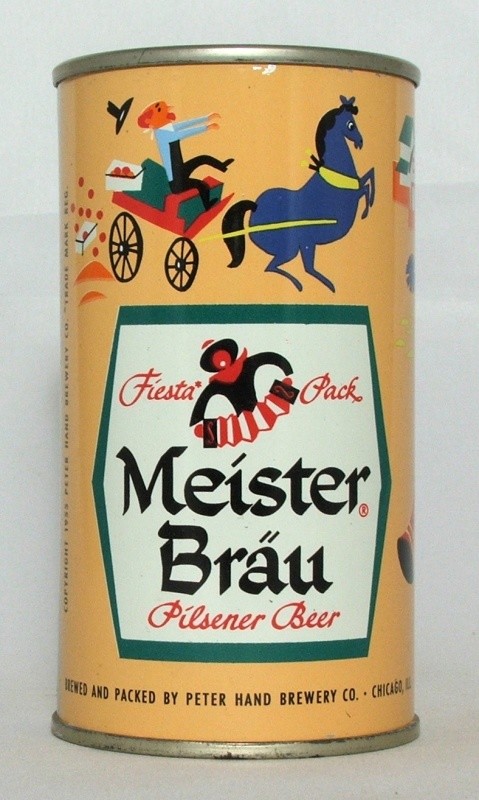 Fiesta* Pack
Meister®
Bräu
Pilsener Beer
BREWED AND PACKED BY PETER HAND BREWERY CO. • CHICAGO, ILL
COPYRIGHT 1955 PETER HAND BREWERY CO. *TRADE MARK REG.